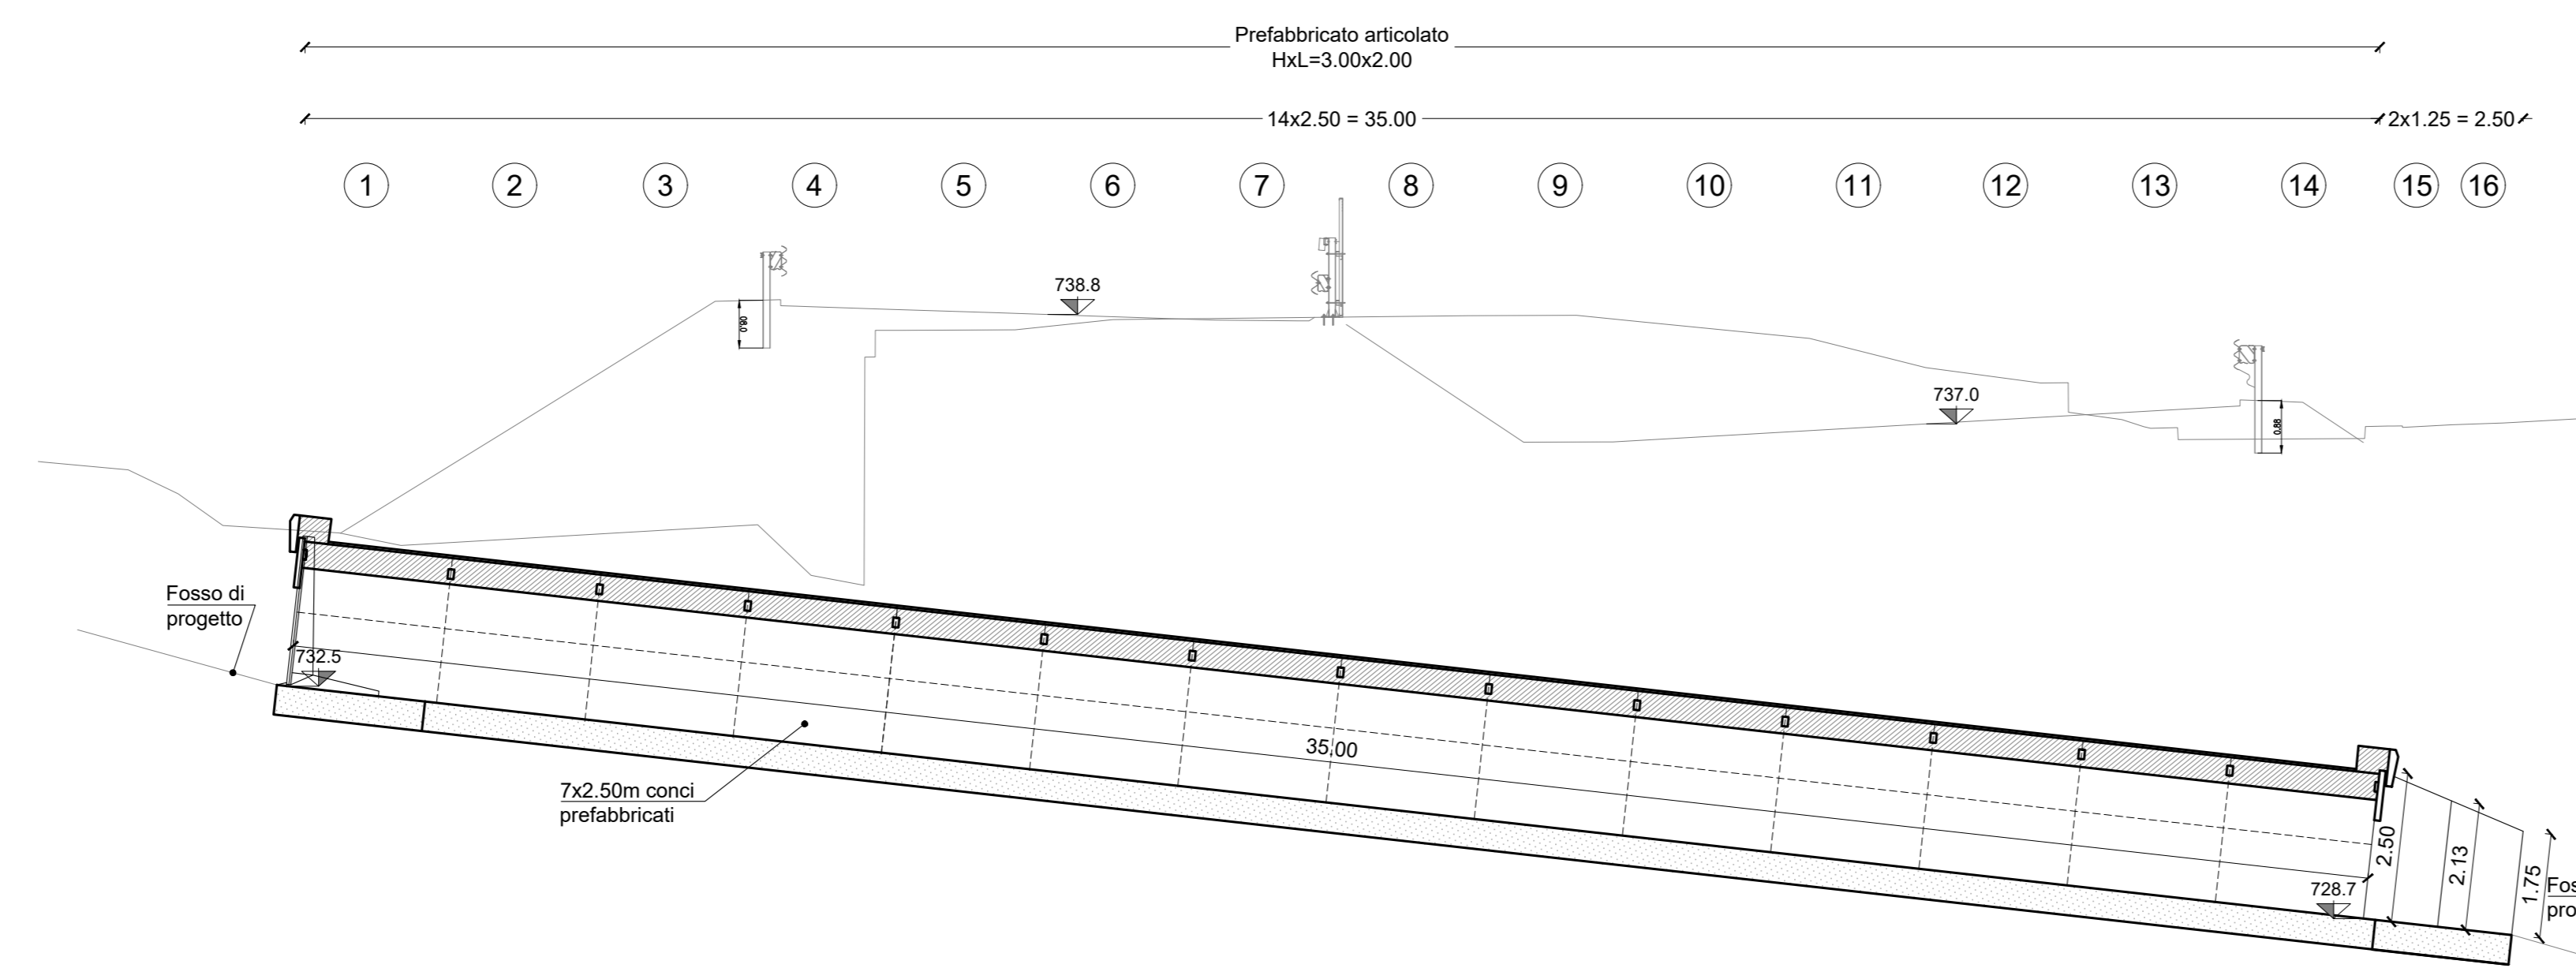 Prefabbricato articolato
HxL=3.00x2.00
14x2.50 = 35.00
2x1.25 = 2.50
1
2
3
4
5
6
7
8
9
10
11
12
13
14
15
16
738.8
737.0
0.88
Fosso di
progetto
732.5
35.00
7x2.50m conci
prefabbricati
728.7
2.50
2.13
1.75
Fos
pro